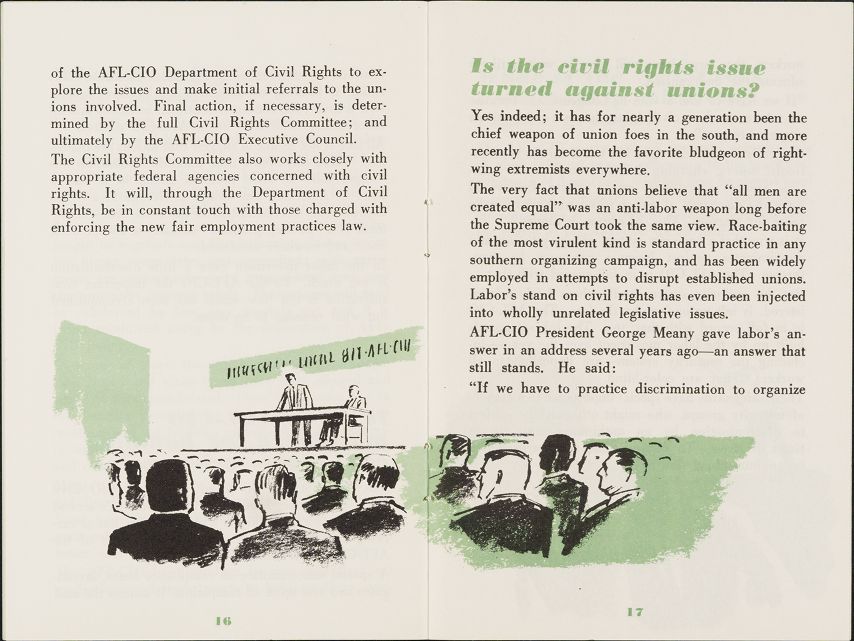 of the AFL-CIO Department of Civil Rights to ex-
plore the issues and make initial referrals to the un-
ions involved. Final action, if necessary, is deter-
mined by the full Civil Rights Committee; and
ultimately by the AFL-CIO Executive Council.
The Civil Rights Committee also works closely with
appropriate federal agencies concerned with civil
rights. It will, through the Department of Civil
Rights, be in constant touch with those charged with
enforcing the new fair employment practices law.
LOCAL 817·AFL·CIO
16
Is the civil rights issue
turned against unions?
Yes indeed; it has for nearly a generation been the
chief weapon of union foes in the south, and more
recently has become the favorite bludgeon of right-
wing extremists everywhere.
The very fact that unions believe that “all men are
created equal” was an anti-labor weapon long before
the Supreme Court took the same view. Race-baiting
of the most virulent kind is standard practice in any
southern organizing campaign, and has been widely
employed in attempts to disrupt established unions.
Labor’s stand on civil rights has even been injected
into wholly unrelated legislative issues.
AFL-CIO President George Meany gave labor’s an-
swer in an address several years ago—an answer that
still stands. He said:
“If we have to practice discrimination to organize
17